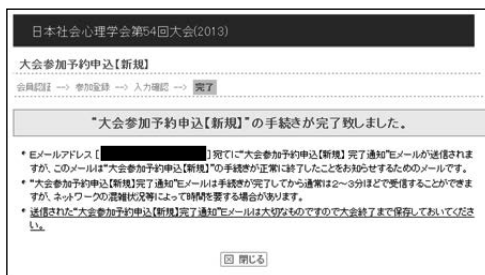 日本社会心理学会第54回大会(2013)
大会参加予約申込【新規】
会員認証 --> 参加登録 --> 入力確認 --> 完了
"大会参加予約申込【新規】"の手続きが完了致しました。
• Eメールアドレス [ ] 宛てに"大会参加予約申込【新規】 完了通知"Eメールが送信されま
すが、このメールは"大会参加予約申込【新規】"の手続きが正常に終了したことをお知らせするためのメールです。
• "大会参加予約申込【新規】完了通知"Eメールは手続きが完了してから通常は2～3分ほどで受信することができま
すが、ネットワークの混雑状況等によって時間を要する場合があります。
• 送信された"大会参加予約申込【新規】完了通知"Eメールは大切なものですので大会終了まで保存しておいてくださ
い。
閉じる